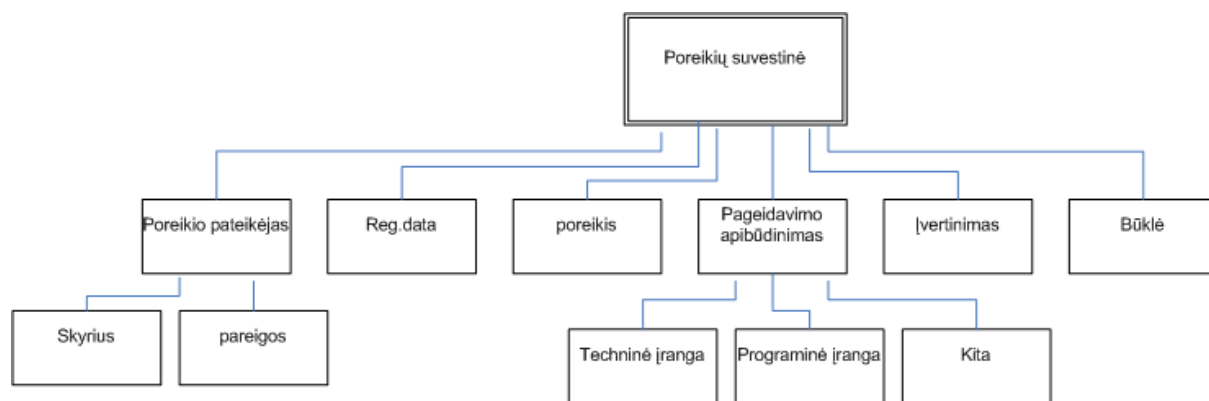 Poreikių suvestinė
Poreikio pateikėjas
Reg.data
poreikis
Pageidavimo
apibūdinimas
Įvertinimas
Būklė
Skyrius
pareigos
Techninė įranga
Programinė įranga
Kita